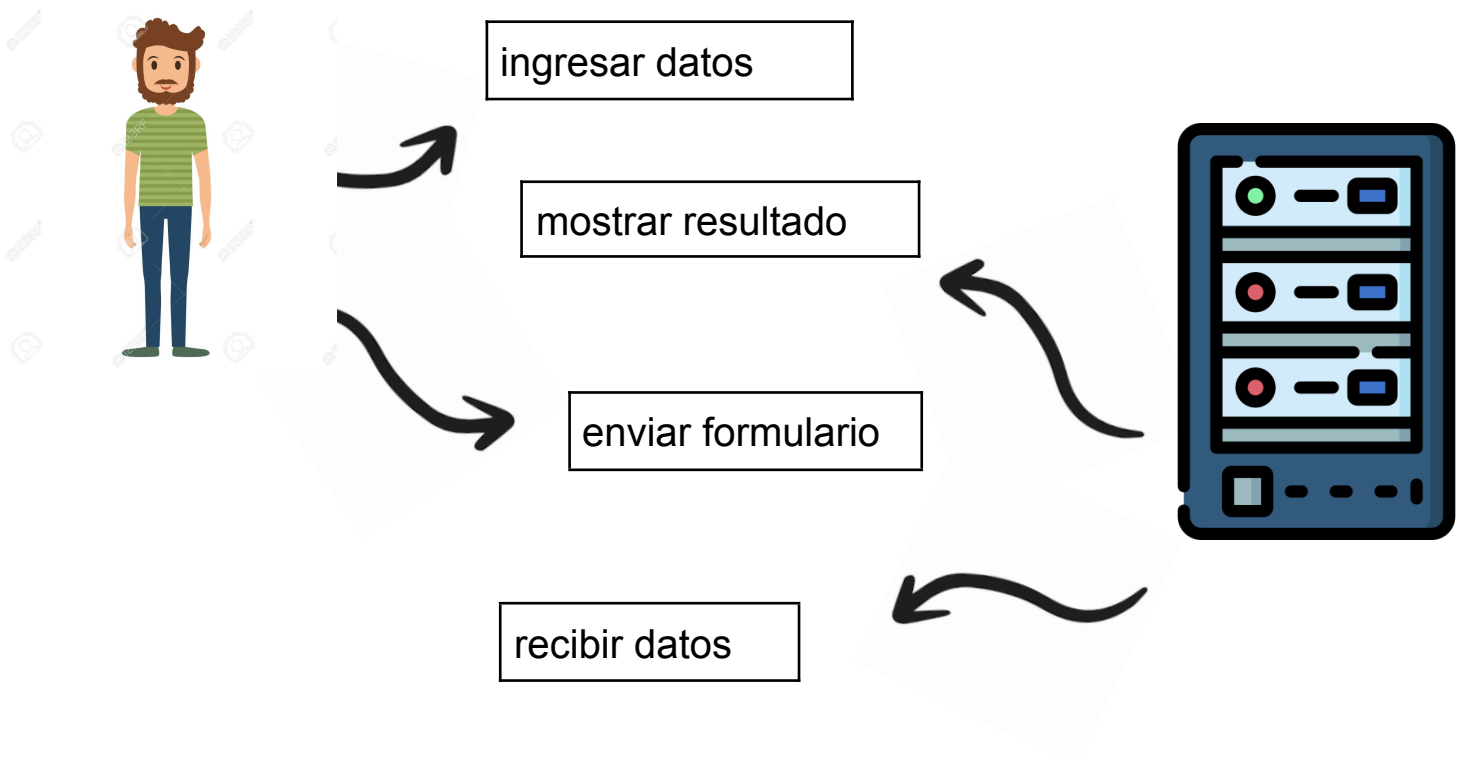 ingresar datos
mostrar resultado
enviar formulario
recibir datos